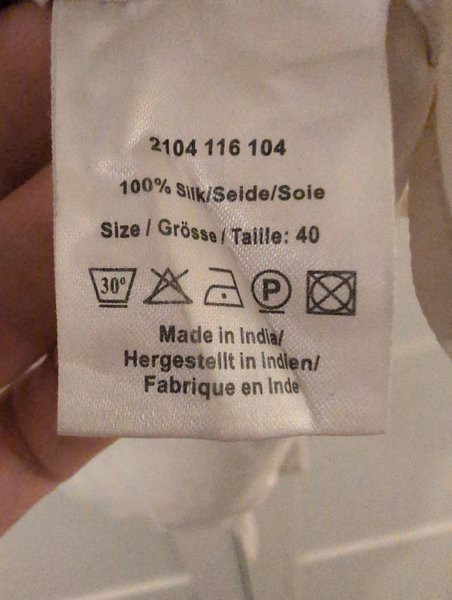 2104 116 104
100% Silk/Seide/Soie
Size / Grösse / Taille: 40
30° P
Made in India/
Hergestellt in Indien/
Fabrique en Inde